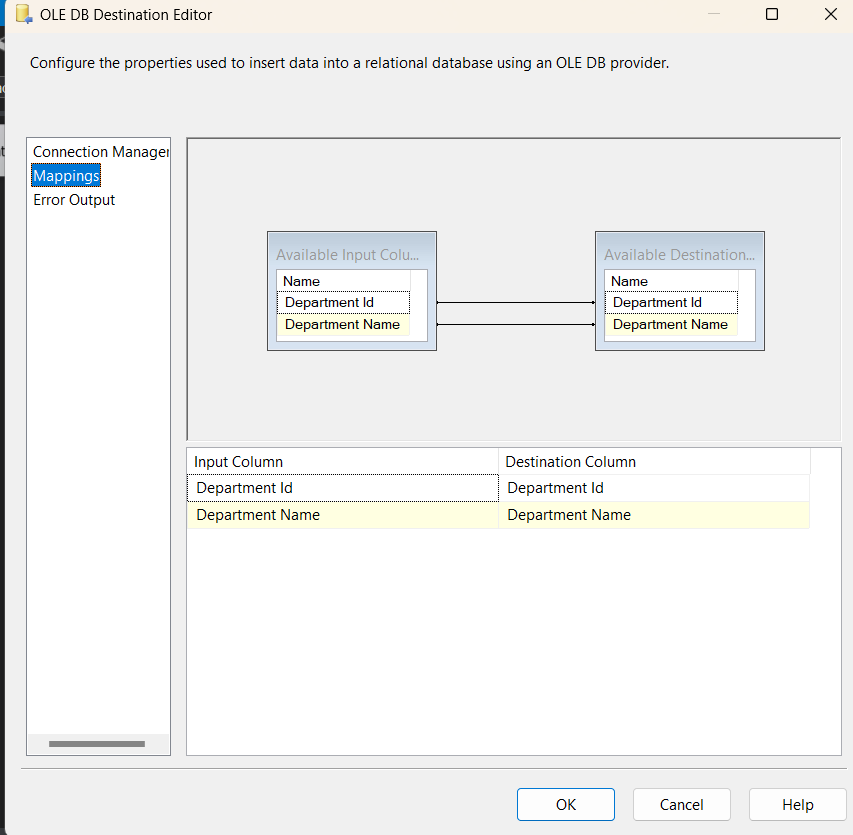 OLE DB Destination Editor
Configure the properties used to insert data into a relational database using an OLE DB provider.
Connection Manager
Mappings
Error Output
Available Input Colu...
Name
Department Id
Department Name
Available Destination...
Name
Department Id
Department Name
Input Column Destination Column
Department Id Department Id
Department Name Department Name
OK Cancel Help